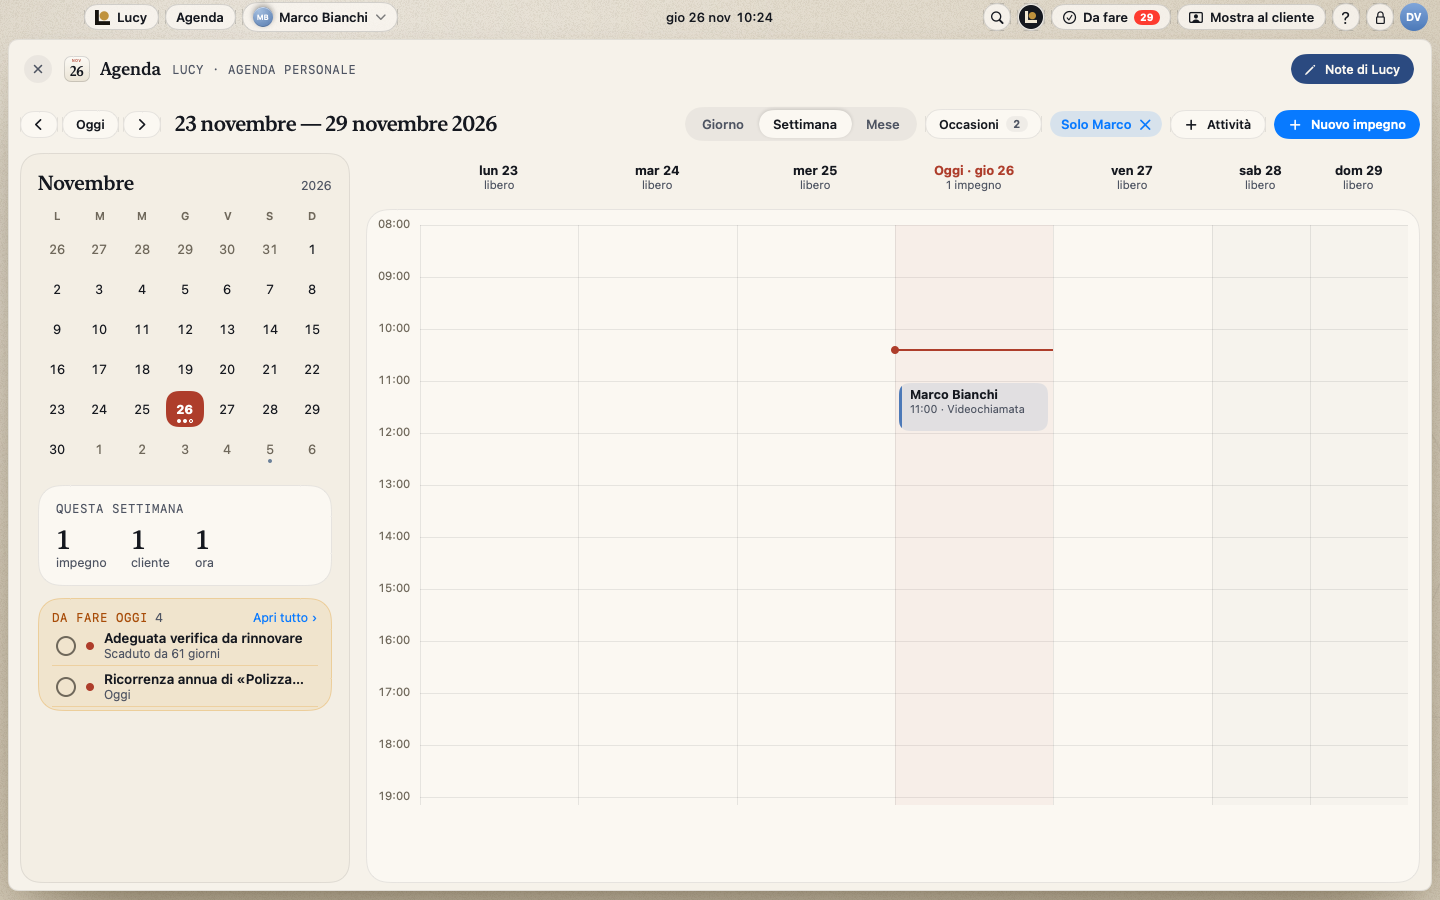 Lucy
Agenda
MB Marco Bianchi
gio 26 nov 10:24
Da fare 29
Mostra al cliente
?
DV
NOV
26
Agenda
LUCY · AGENDA PERSONALE
Note di Lucy
Oggi
23 novembre — 29 novembre 2026
Giorno
Settimana
Mese
Occasioni 2
Solo Marco
Attività
Nuovo impegno
Novembre 2026
L M M G V S D
26 27 28 29 30 31 1
2 3 4 5 6 7 8
9 10 11 12 13 14 15
16 17 18 19 20 21 22
23 24 25 26 27 28 29
30 1 2 3 4 5 6
QUESTA SETTIMANA
1 1 1
impegno cliente ora
DA FARE OGGI 4
Apri tutto ›
Adeguata verifica da rinnovare
Scaduto da 61 giorni
Ricorrenza annua di «Polizza...
Oggi
lun 23
libero
mar 24
libero
mer 25
libero
Oggi · gio 26
1 impegno
ven 27
libero
sab 28
libero
dom 29
libero
08:00
09:00
10:00
11:00
Marco Bianchi
11:00 · Videochiamata
12:00
13:00
14:00
15:00
16:00
17:00
18:00
19:00